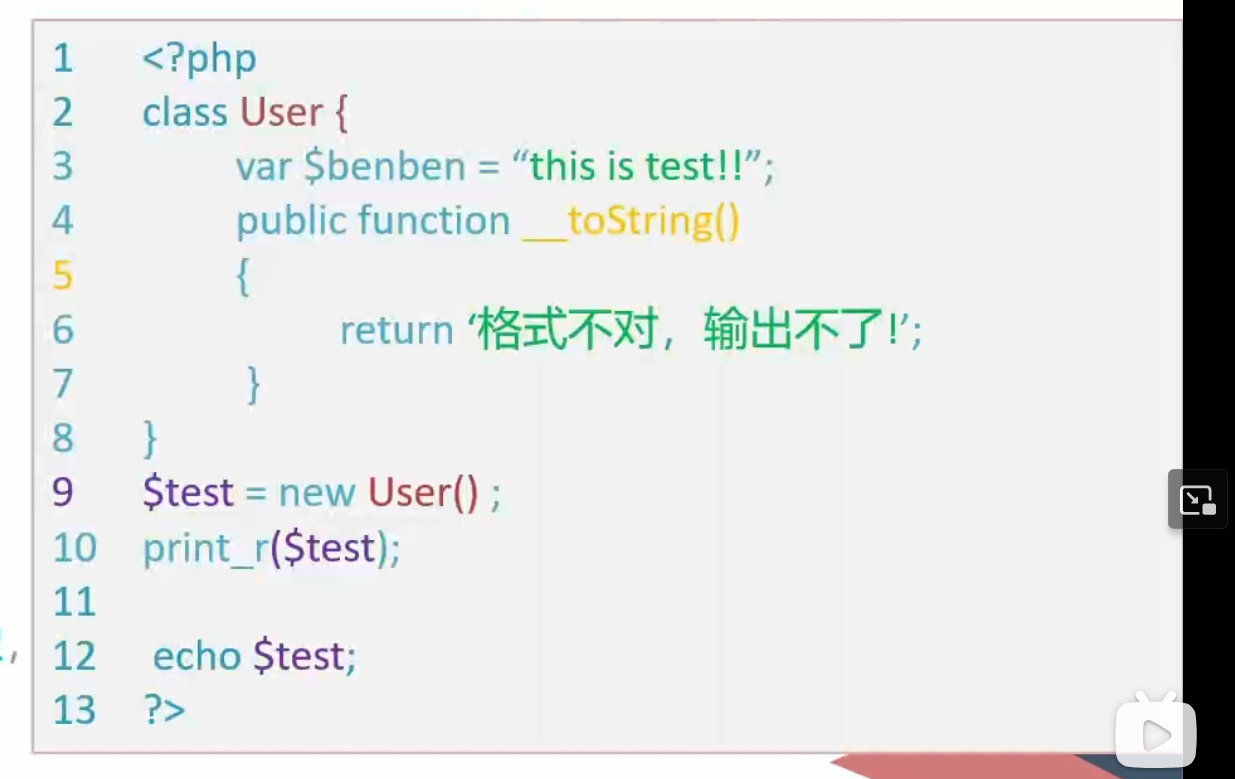 1 <?php
2 class User {
3 var $benben = “this is test!!”;
4 public function __toString()
5 {
6 return ‘格式不对，输出不了!’;
7 }
8 }
9 $test = new User() ;
10 print_r($test);
11
12 echo $test;
13 ?>